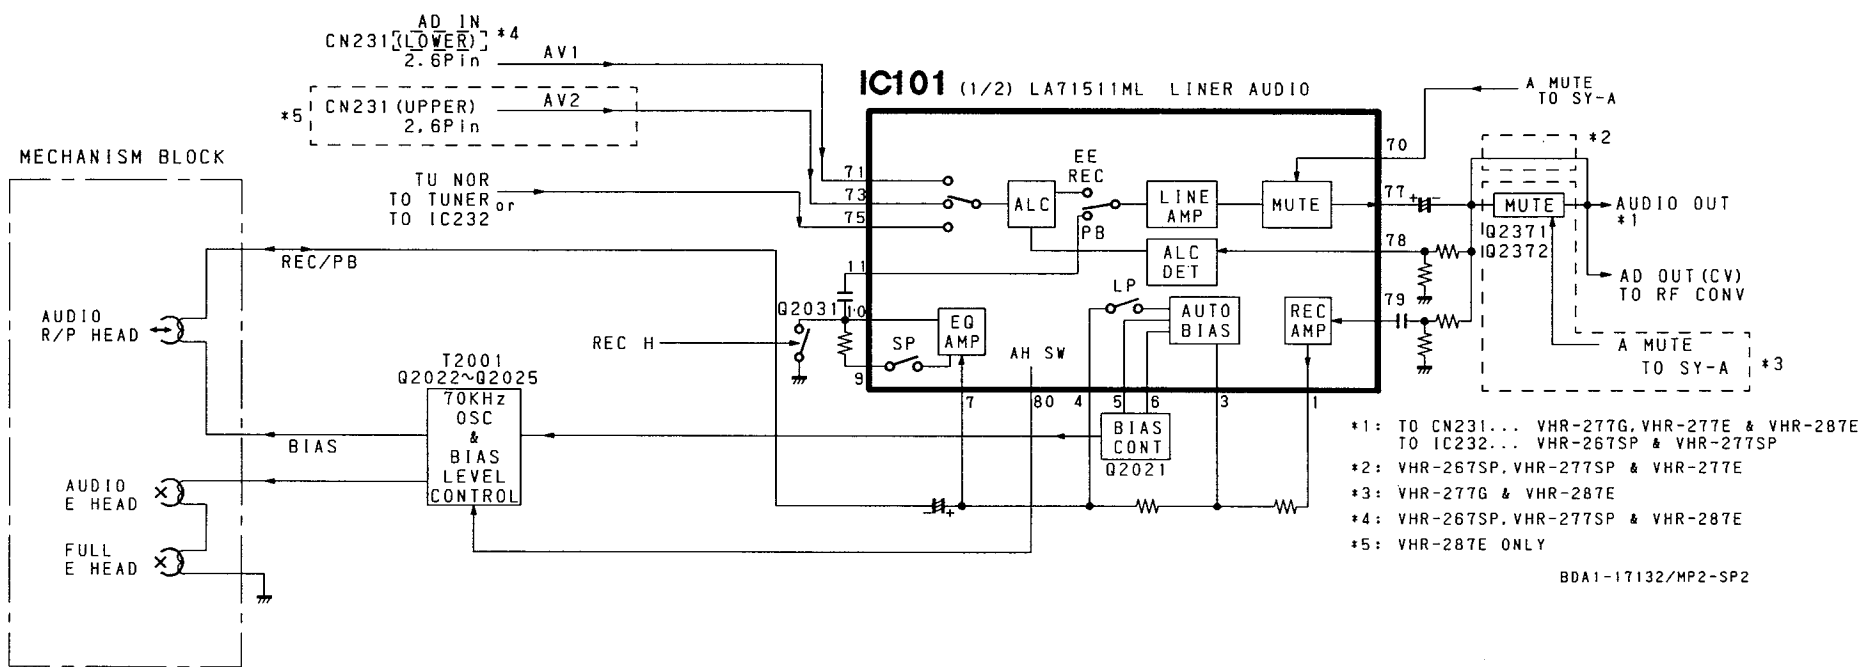 AD IN
CN231 (LOWER) *4
2.6Pin
AV1
*5 CN231 (UPPER) AV2
2.6Pin
IC101 (1/2) LA71511ML LINER AUDIO
A MUTE
TO SY-A
MECHANISM BLOCK
TU NOR
TO TUNER or
TO IC232
71
73
75
ALC
EE
REC
PB
LINE
AMP
MUTE
70
77
+ -
*2
MUTE
Q2371
Q2372
AUDIO OUT
*1
78
ALC
DET
AD OUT (CV)
TO RF CONV
REC/PB
11
Q2031
10
EQ
AMP
SP
9
LP
AUTO
BIAS
REC
AMP
79
A MUTE
TO SY-A
*3
AUDIO
R/P HEAD
REC H
AH SW
T2001
Q2022~Q2025
70KHz
OSC
&
BIAS
LEVEL
CONTROL
7
80
4
5
6
3
1
BIAS
CONT
Q2021
BIAS
AUDIO
E HEAD
- +
FULL
E HEAD
*1: TO CN231... VHR-277G, VHR-277E & VHR-287E
TO IC232... VHR-267SP & VHR-277SP
*2: VHR-267SP, VHR-277SP & VHR-277E
*3: VHR-277G & VHR-287E
*4: VHR-267SP, VHR-277SP & VHR-287E
*5: VHR-287E ONLY
BDA1-17132/MP2-SP2